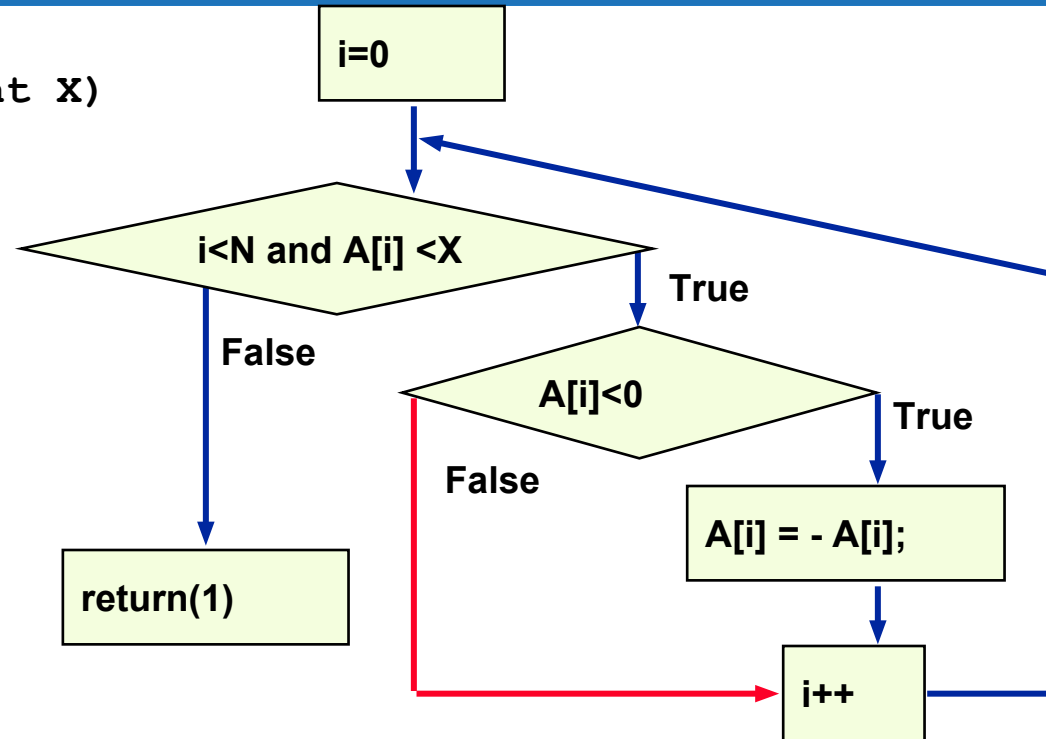 i=0
t X)
i<N and A[i] <X
True
False
A[i]<0
True
False
A[i] = - A[i];
return(1)
i++